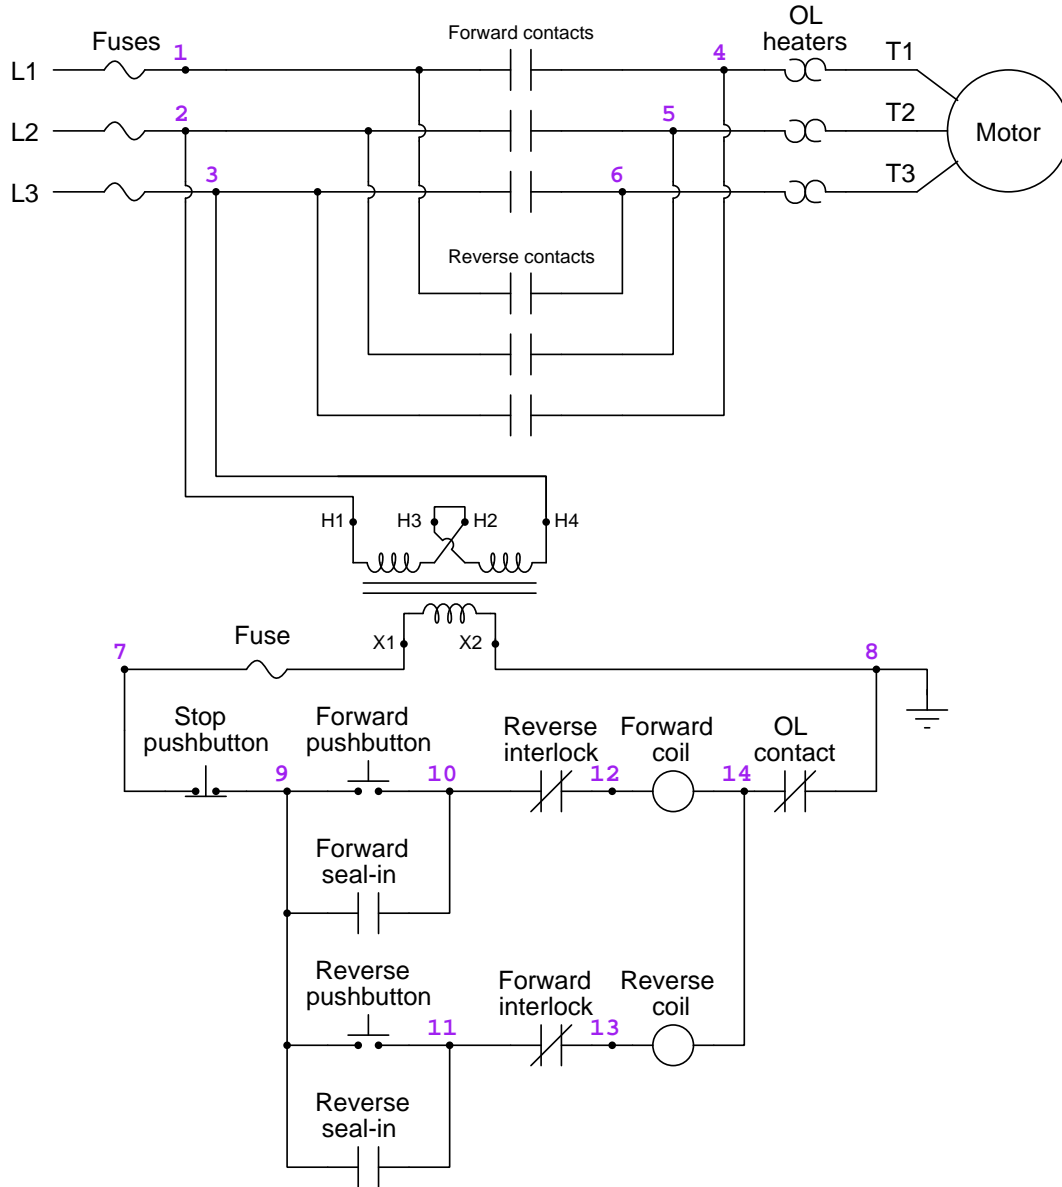 Fuses
1
Forward contacts
4
OL
heaters
T1
L1
2
5
T2
L2
Motor
3
6
T3
L3
Reverse contacts
H1
H3
H2
H4
X1
X2
Fuse
7
8
Stop
pushbutton
Forward
pushbutton
Reverse
interlock
Forward
coil
OL
contact
9
10
12
14
Forward
seal-in
Reverse
pushbutton
Forward
interlock
Reverse
coil
11
13
Reverse
seal-in